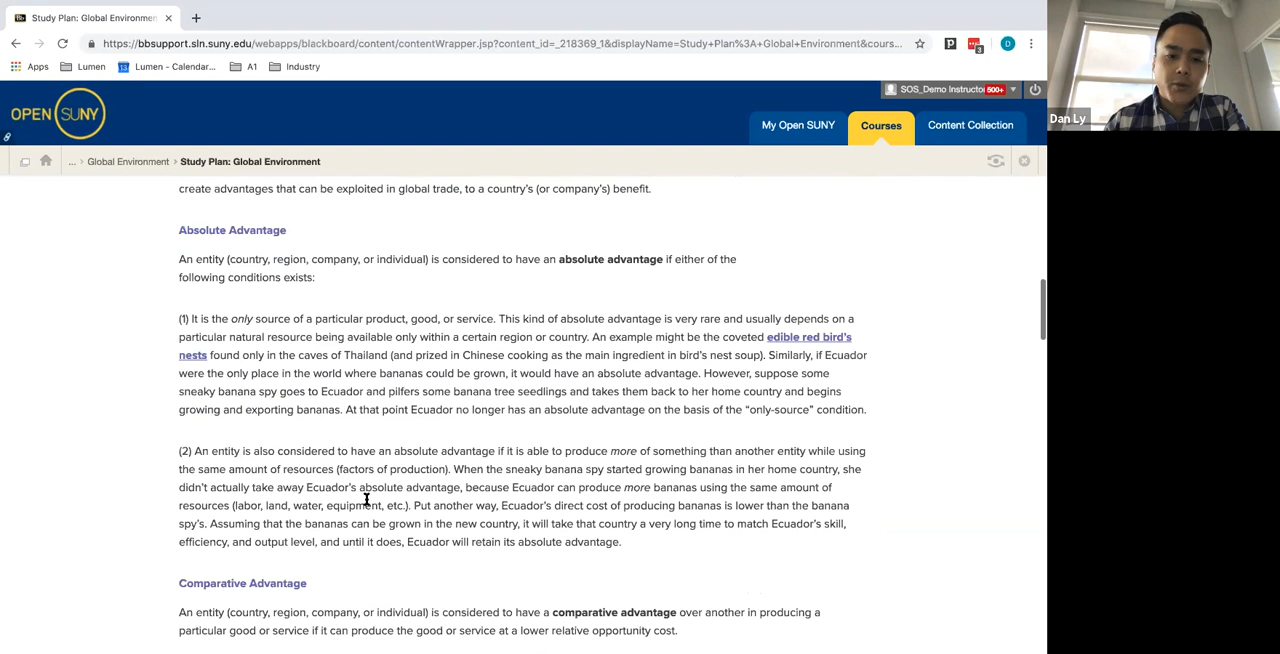 Study Plan: Global Environmen
https://bbsupport.sln.suny.edu/webapps/blackboard/content/contentWrapper.jsp?content_id=_218369_1&displayName=Study+Plan%3A+Global+Environment&cours...
3
D
Apps
Lumen
13
Lumen - Calendar...
A1
Industry
SOS_Demo Instructo
500+
OPEN SUNY
My Open SUNY
Courses
Content Collection
Dan Ly
... > Global Environment > Study Plan: Global Environment
create advantages that can be exploited in global trade, to a country's (or company's) benefit.
Absolute Advantage
An entity (country, region, company, or individual) is considered to have an absolute advantage if either of the
following conditions exists:
(1) It is the only source of a particular product, good, or service. This kind of absolute advantage is very rare and usually depends on a
particular natural resource being available only within a certain region or country. An example might be the coveted edible red bird's
nests found only in the caves of Thailand (and prized in Chinese cooking as the main ingredient in bird's nest soup). Similarly, if Ecuador
were the only place in the world where bananas could be grown, it would have an absolute advantage. However, suppose some
sneaky banana spy goes to Ecuador and pilfers some banana tree seedlings and takes them back to her home country and begins
growing and exporting bananas. At that point Ecuador no longer has an absolute advantage on the basis of the "only-source" condition.
(2) An entity is also considered to have an absolute advantage if it is able to produce more of something than another entity while using
the same amount of resources (factors of production). When the sneaky banana spy started growing bananas in her home country, she
didn't actually take away Ecuador's absolute advantage, because Ecuador can produce more bananas using the same amount of
resources (labor, land, water, equipment, etc.). Put another way, Ecuador's direct cost of producing bananas is lower than the banana
spy's. Assuming that the bananas can be grown in the new country, it will take that country a very long time to match Ecuador's skill,
efficiency, and output level, and until it does, Ecuador will retain its absolute advantage.
Comparative Advantage
An entity (country, region, company, or individual) is considered to have a comparative advantage over another in producing a
particular good or service if it can produce the good or service at a lower relative opportunity cost.